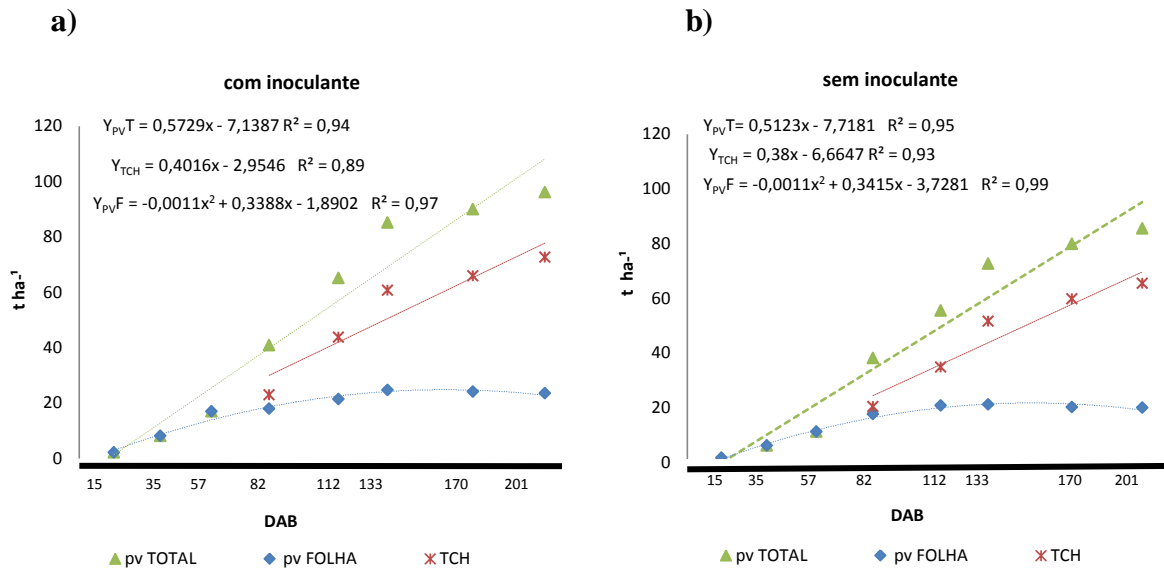 a)
com inoculante
Y_PV T = 0,5729x - 7,1387 R² = 0,94
Y_TCH = 0,4016x - 2,9546 R² = 0,89
Y_PV F = -0,0011x² + 0,3388x - 1,8902 R² = 0,97
120
100
80
60
40
20
0
t ha-¹
15 35 57 82 112 133 170 201
DAB
pv TOTAL pv FOLHA TCH
b)
sem inoculante
Y_PV T= 0,5123x - 7,7181 R² = 0,95
Y_TCH = 0,38x - 6,6647 R² = 0,93
Y_PV F = -0,0011x² + 0,3415x - 3,7281 R² = 0,99
120
100
80
60
40
20
0
t ha-¹
15 35 57 82 112 133 170 201
DAB
pv TOTAL pv FOLHA TCH